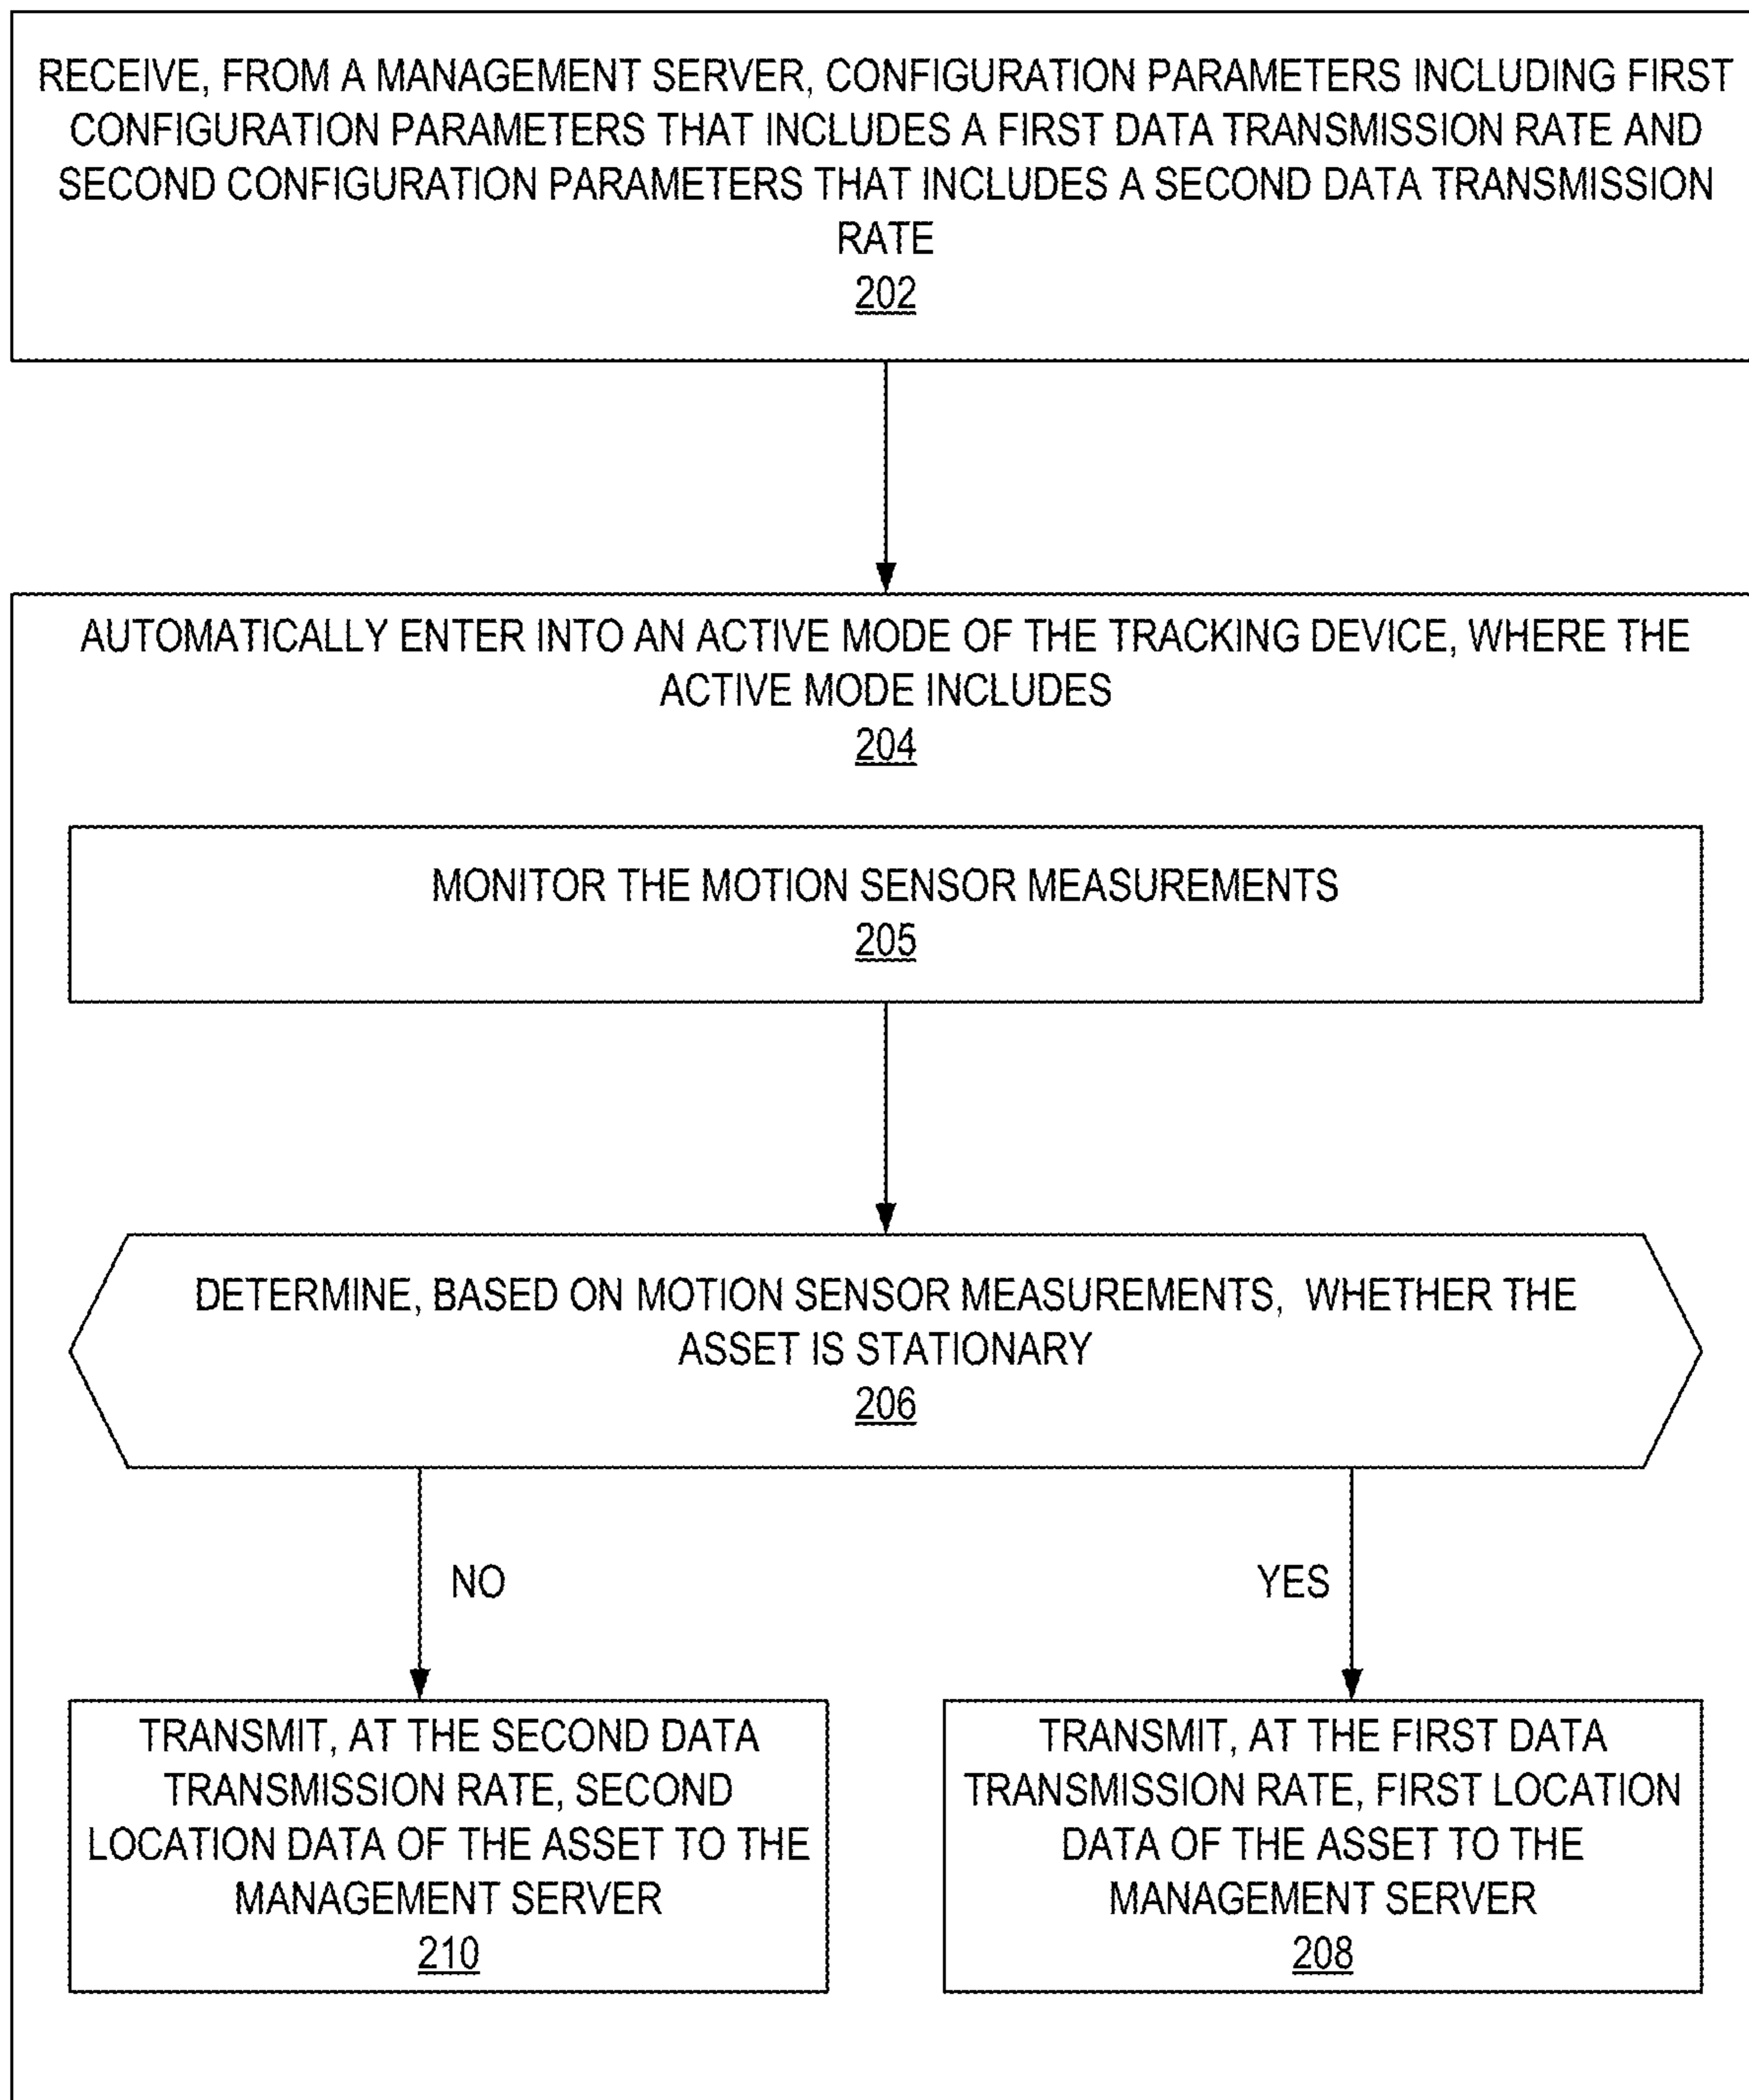 RECEIVE, FROM A MANAGEMENT SERVER, CONFIGURATION PARAMETERS INCLUDING FIRST
CONFIGURATION PARAMETERS THAT INCLUDES A FIRST DATA TRANSMISSION RATE AND
SECOND CONFIGURATION PARAMETERS THAT INCLUDES A SECOND DATA TRANSMISSION
RATE
202
AUTOMATICALLY ENTER INTO AN ACTIVE MODE OF THE TRACKING DEVICE, WHERE THE
ACTIVE MODE INCLUDES
204
MONITOR THE MOTION SENSOR MEASUREMENTS
205
DETERMINE, BASED ON MOTION SENSOR MEASUREMENTS, WHETHER THE
ASSET IS STATIONARY
206
NO
YES
TRANSMIT, AT THE SECOND DATA
TRANSMISSION RATE, SECOND
LOCATION DATA OF THE ASSET TO THE
MANAGEMENT SERVER
210
TRANSMIT, AT THE FIRST DATA
TRANSMISSION RATE, FIRST LOCATION
DATA OF THE ASSET TO THE
MANAGEMENT SERVER
208